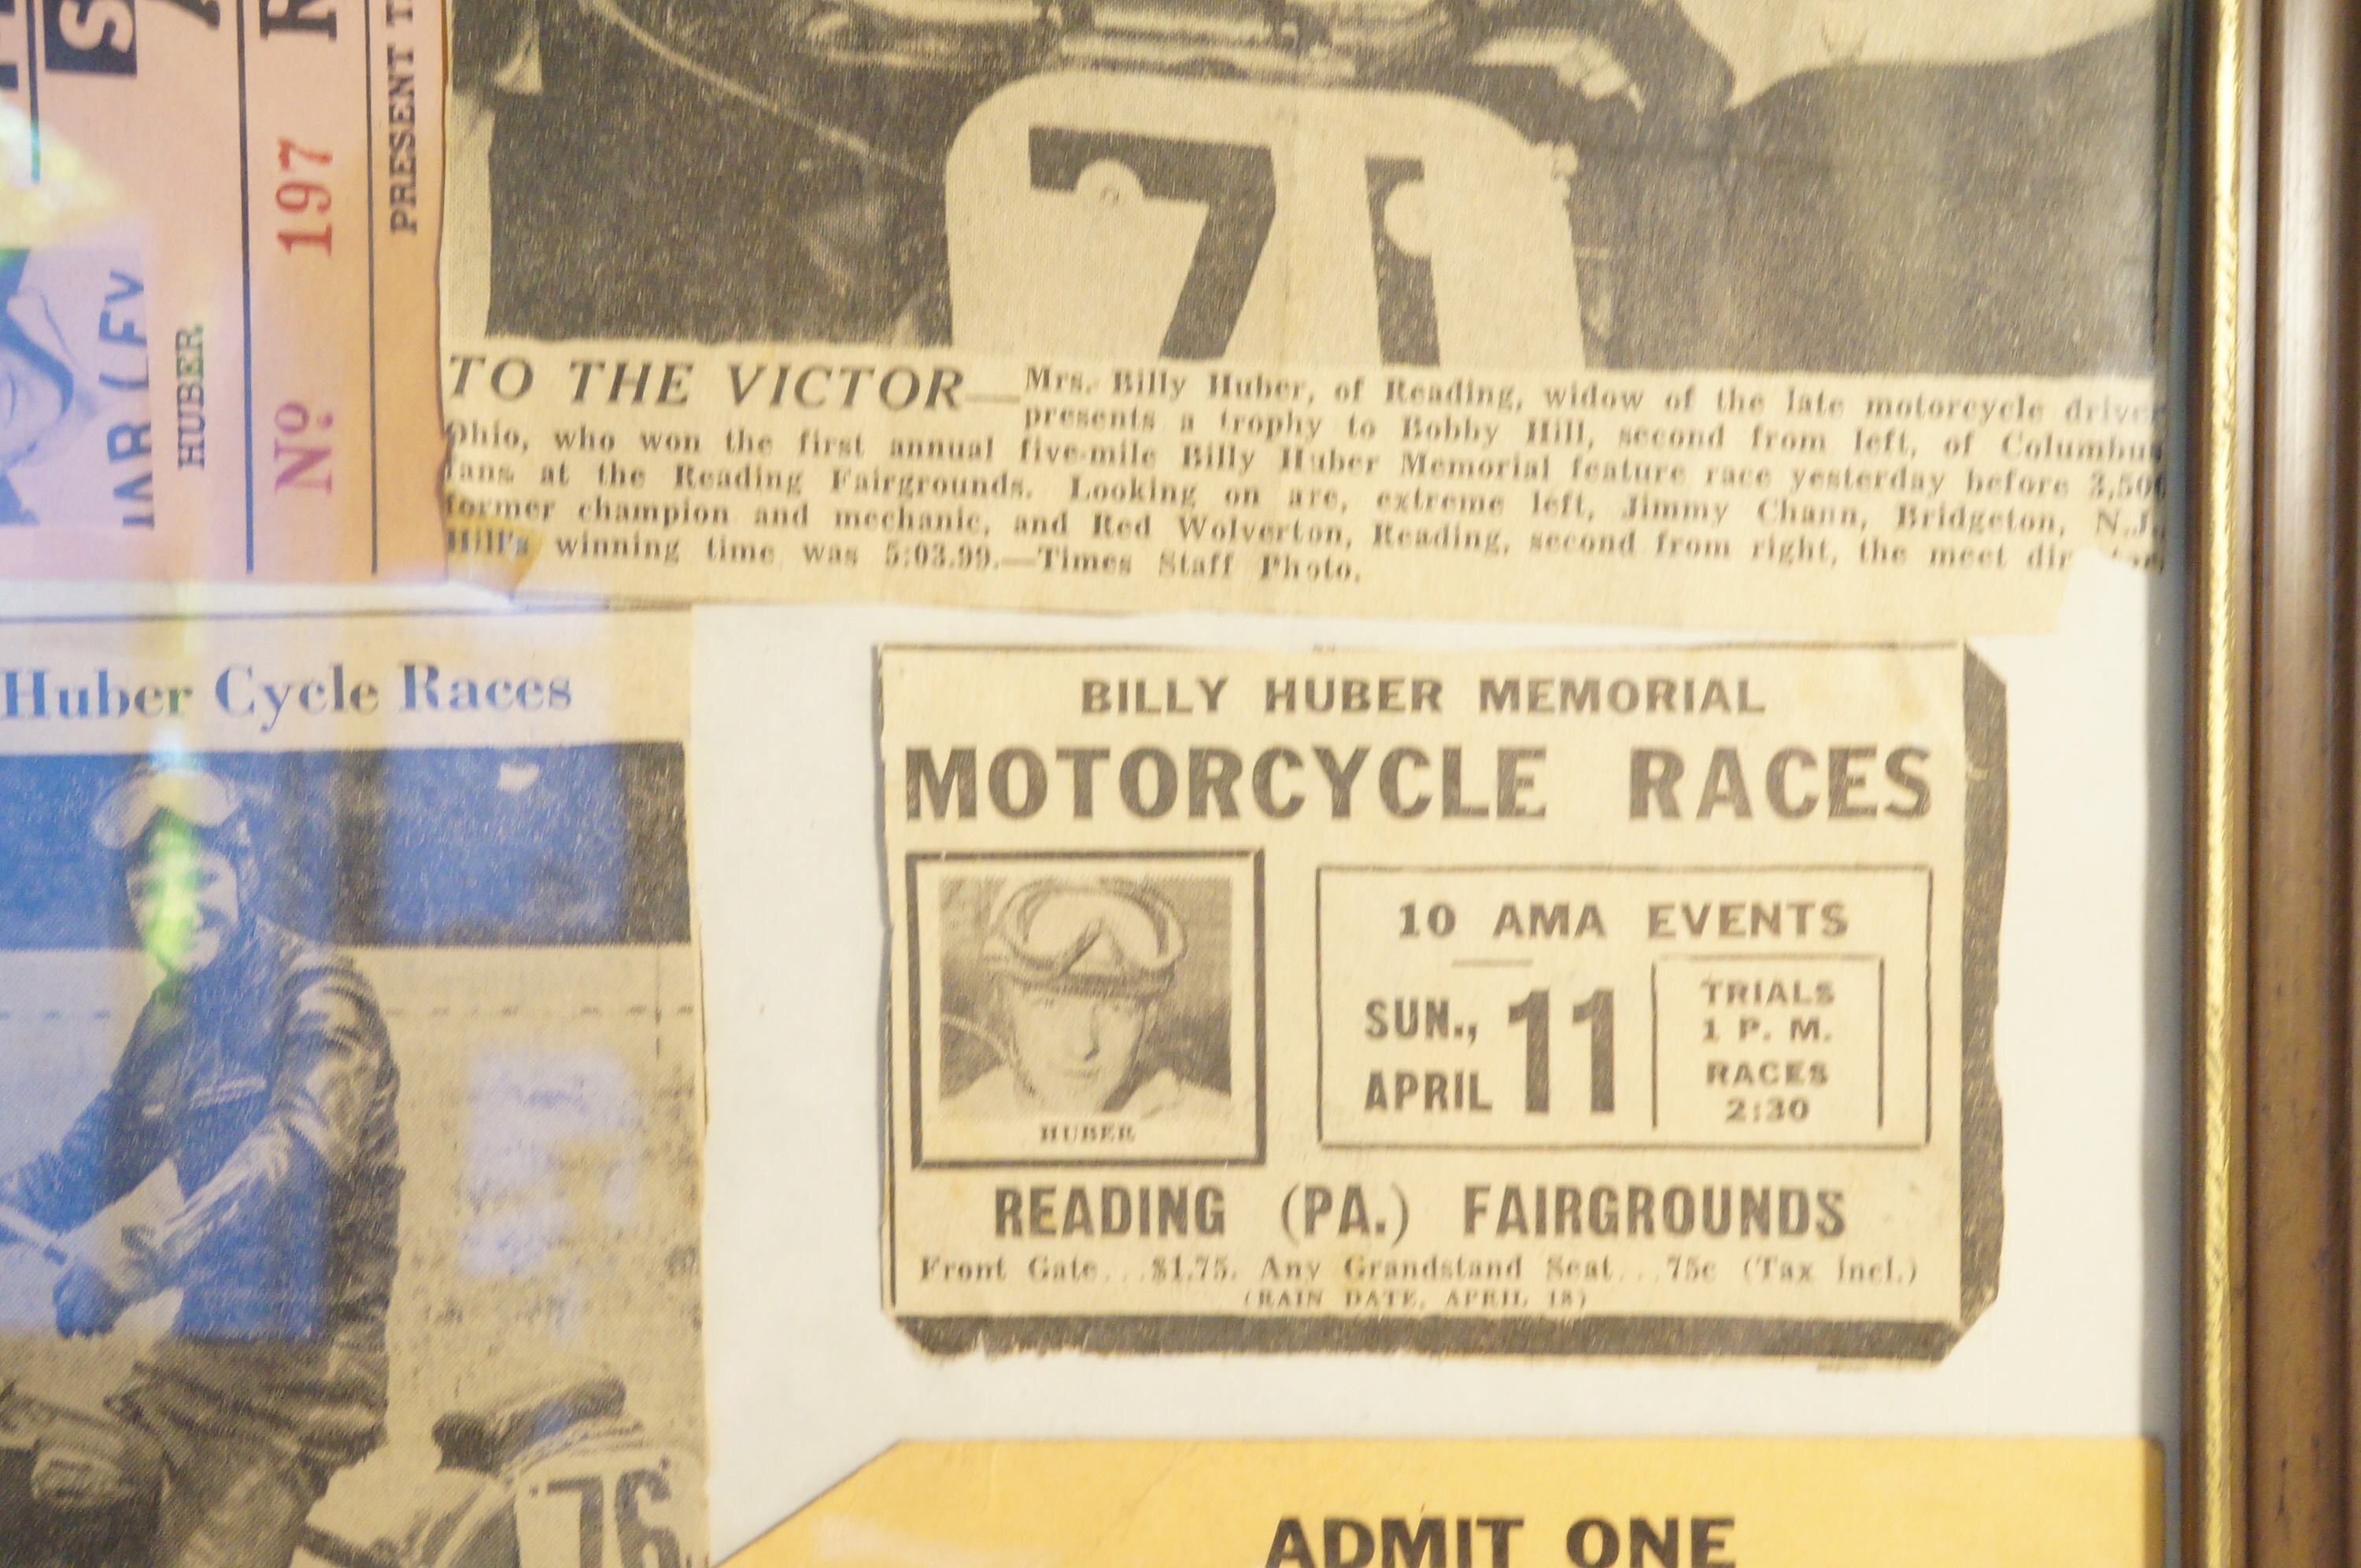 PRESENT T
Nº 197 R
HUBER
HARLEY
S
71
TO THE VICTOR—Mrs. Billy Huber, of Reading, widow of the late motorcycle driver
presents a trophy to Bobby Hill, second from left, of Columbus
Ohio, who won the first annual five-mile Billy Huber Memorial feature race yesterday before 3,500
fans at the Reading Fairgrounds. Looking on are, extreme left, Jimmy Chann, Bridgeton, N.J.,
former champion and mechanic, and Red Wolverton, Reading, second from right, the meet dir
Hill's winning time was 5:03.99.—Times Staff Photo.
Huber Cycle Races
76
BILLY HUBER MEMORIAL
MOTORCYCLE RACES
HUBER
10 AMA EVENTS
SUN.,
APRIL 11
TRIALS
1 P. M.
RACES
2:30
READING (PA.) FAIRGROUNDS
Front Gate...$1.75. Any Grandstand Seat...75c (Tax incl.)
(RAIN DATE, APRIL 18)
ADMIT ONE